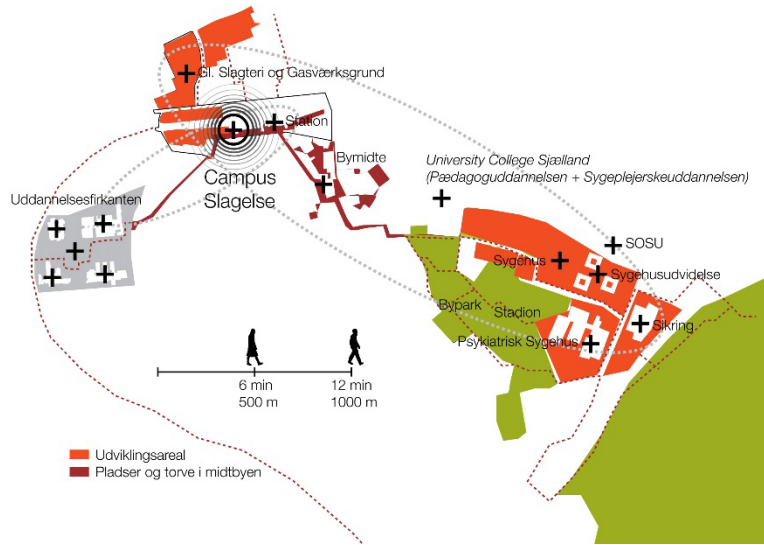 Gl. Slagteri og Gasværksgrund
Station
Bymidte
Campus
Slagelse
University College Sjælland
(Pædagoguddannelsen + Sygeplejerskeuddannelsen)
Uddannelsesfirkanten
SOSU
Sygehus
Sygehusudvidelse
Bypark
Stadion
Sikring
Psykiatrisk Sygehus
6 min
500 m
12 min
1000 m
Udviklingsareal
Pladser og torve i midtbyen